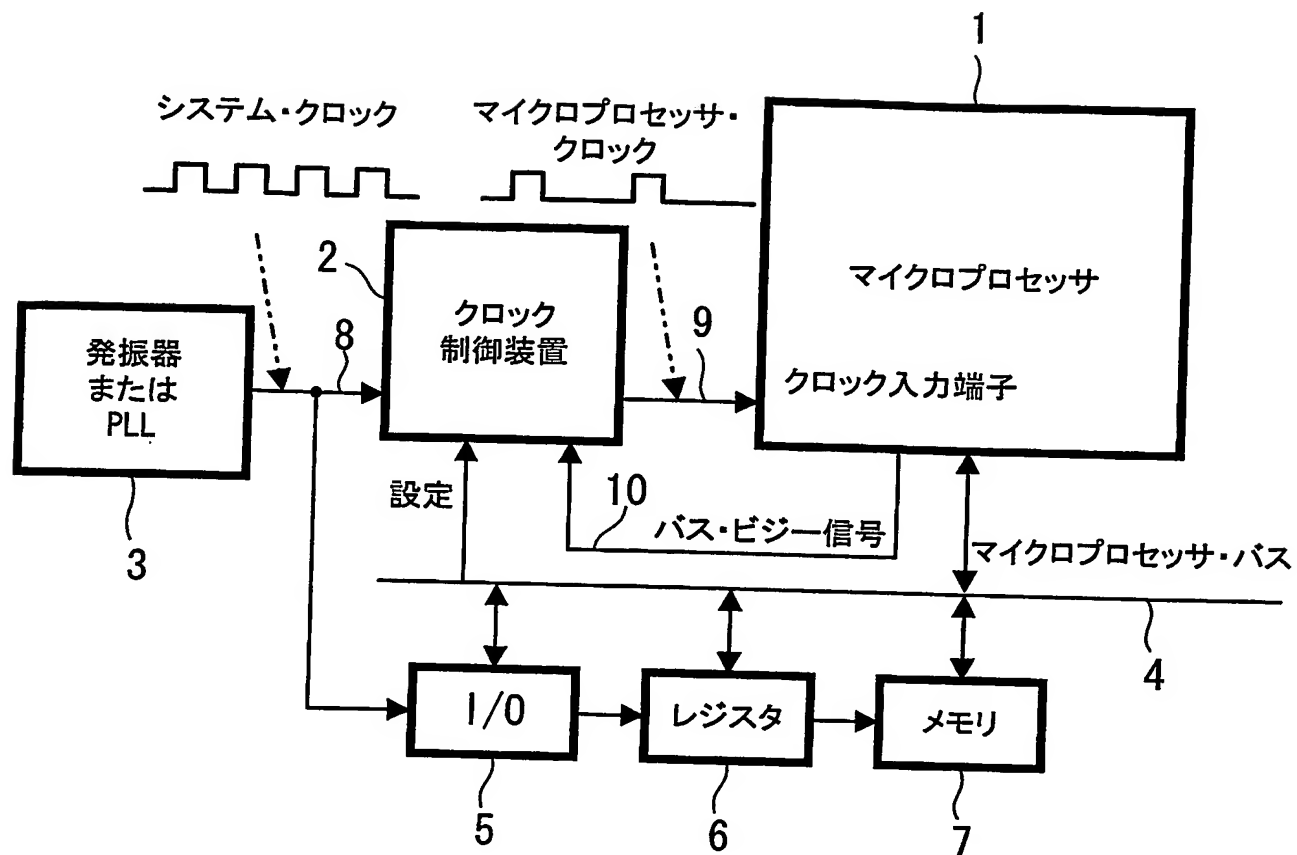 1
システム・クロック
マイクロプロセッサ・
クロック
2
マイクロプロセッサ
クロック
制御装置
8
9
発振器
または
PLL
クロック入力端子
3
設定
10
バス・ビジー信号
マイクロプロセッサ・バス
4
I/O
レジスタ
メモリ
5
6
7